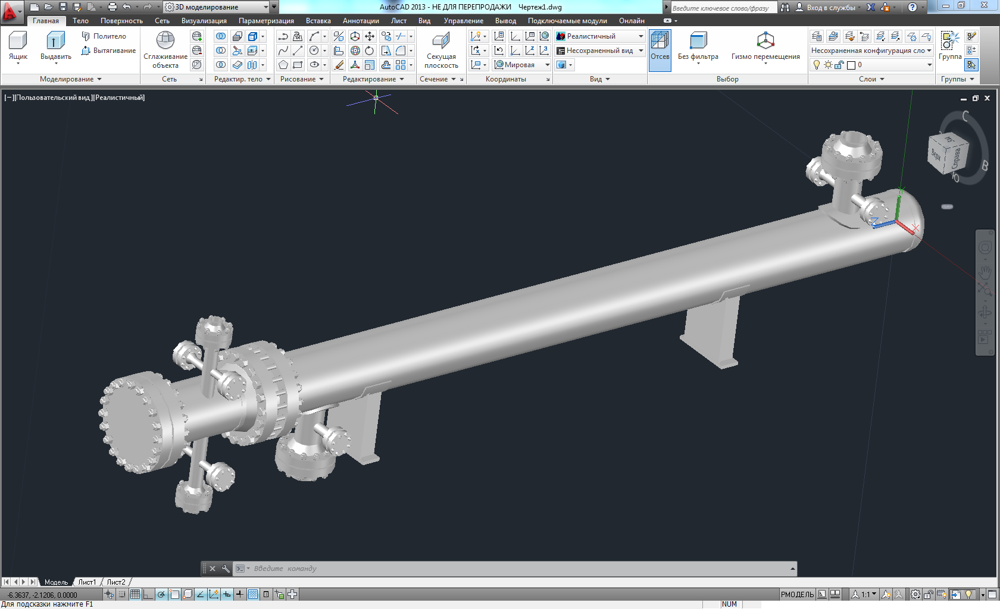 3D моделирование
AutoCAD 2013 - НЕ ДЛЯ ПЕРЕПРОДАЖИ Чертеж1.dwg
Введите ключевое слово/фразу
Вход в службы
Главная Тело Поверхность Сеть Визуализация Параметризация Вставка Аннотации Лист Вид Управление Вывод Подключаемые модули Онлайн
Ящик
Выдавить
Политело
Вытягивание
Сглаживание объекта
Секущая плоскость
Мировая
Реалистичный
Несохраненный вид
Отсев
Без фильтра
Гизмо перемещения
Несохраненная конфигурация сло
0
Группа
Моделирование Сеть Редактир. тело Рисование Редактирование Сечение Координаты Вид Выбор Слои Группы
[−][Пользовательский вид][Реалистичный]
С
Верх
Справа
В
Ю
Введите команду
Модель Лист1 Лист2
-6.3637, -2.1206, 0.0000
РМОДЕЛЬ
1:1
Для подсказки нажмите F1
NUM